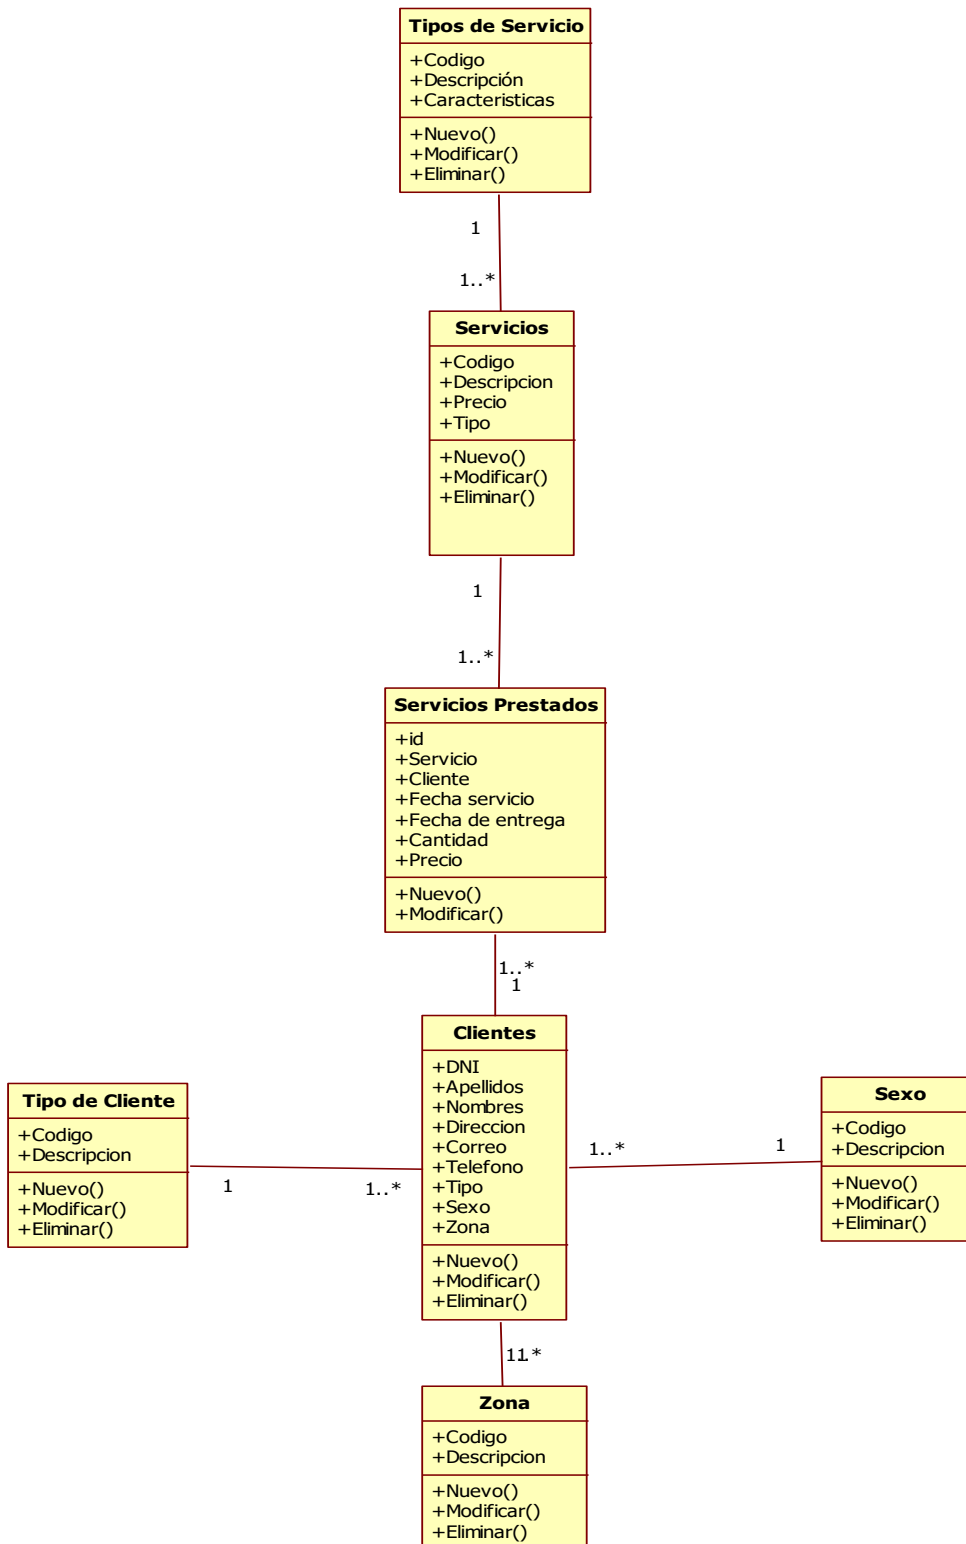 Tipos de Servicio
+Codigo
+Descripción
+Caracteristicas
+Nuevo()
+Modificar()
+Eliminar()
1
1..*
Servicios
+Codigo
+Descripcion
+Precio
+Tipo
+Nuevo()
+Modificar()
+Eliminar()
1
1..*
Servicios Prestados
+id
+Servicio
+Cliente
+Fecha servicio
+Fecha de entrega
+Cantidad
+Precio
+Nuevo()
+Modificar()
1..*
1
Clientes
+DNI
+Apellidos
+Nombres
+Direccion
+Correo
+Telefono
+Tipo
+Sexo
+Zona
+Nuevo()
+Modificar()
+Eliminar()
Tipo de Cliente
+Codigo
+Descripcion
+Nuevo()
+Modificar()
+Eliminar()
1
1..*
Sexo
+Codigo
+Descripcion
+Nuevo()
+Modificar()
+Eliminar()
1..*
1
Zona
+Codigo
+Descripcion
+Nuevo()
+Modificar()
+Eliminar()